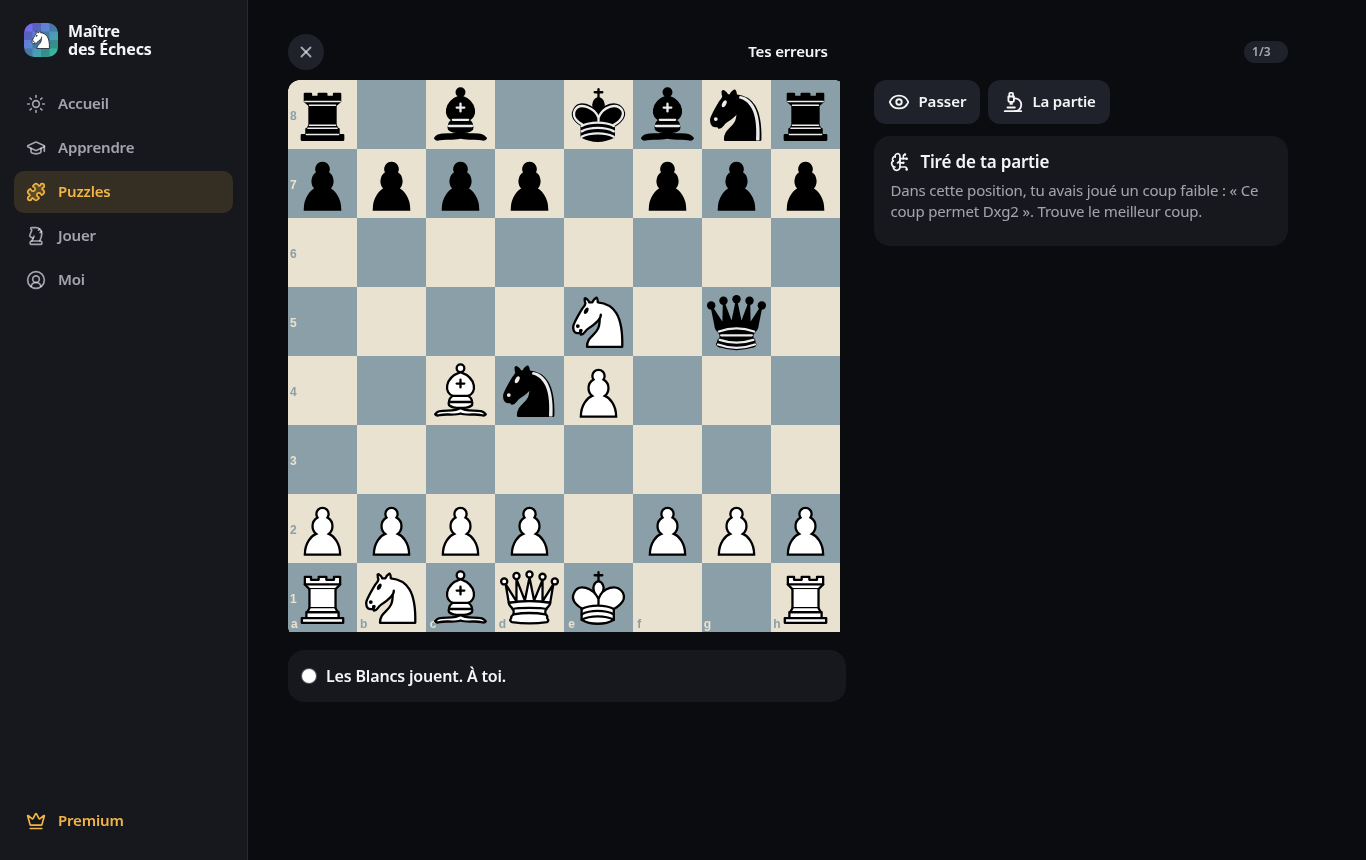 Maître
des Échecs
Accueil
Apprendre
Puzzles
Jouer
Moi
Premium
Tes erreurs
1/3
8
7
6
5
4
3
2
1
a b c d e f g h
Les Blancs jouent. À toi.
Passer
La partie
Tiré de ta partie
Dans cette position, tu avais joué un coup faible : « Ce
coup permet Dxg2 ». Trouve le meilleur coup.